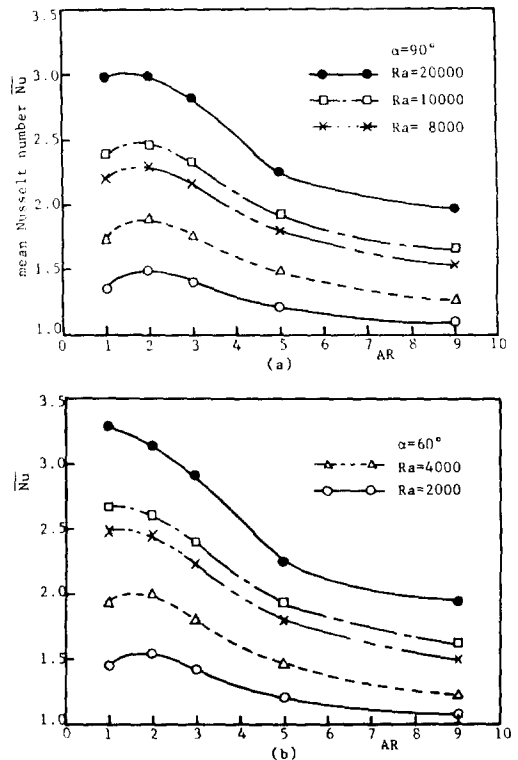 3.5
α=90°
3.0
Ra=20000
Ra=10000
2.5
Ra= 8000
mean Nusselt number N̅u̅
2.0
1.5
1.0
0 1 2 3 4 5 6 7 8 9 10
AR
(a)
3.5
α=60°
N̅u̅
Ra=4000
3.0
Ra=2000
2.5
2.0
1.5
1.0
0 1 2 3 4 5 6 7 8 9 10
AR
(b)